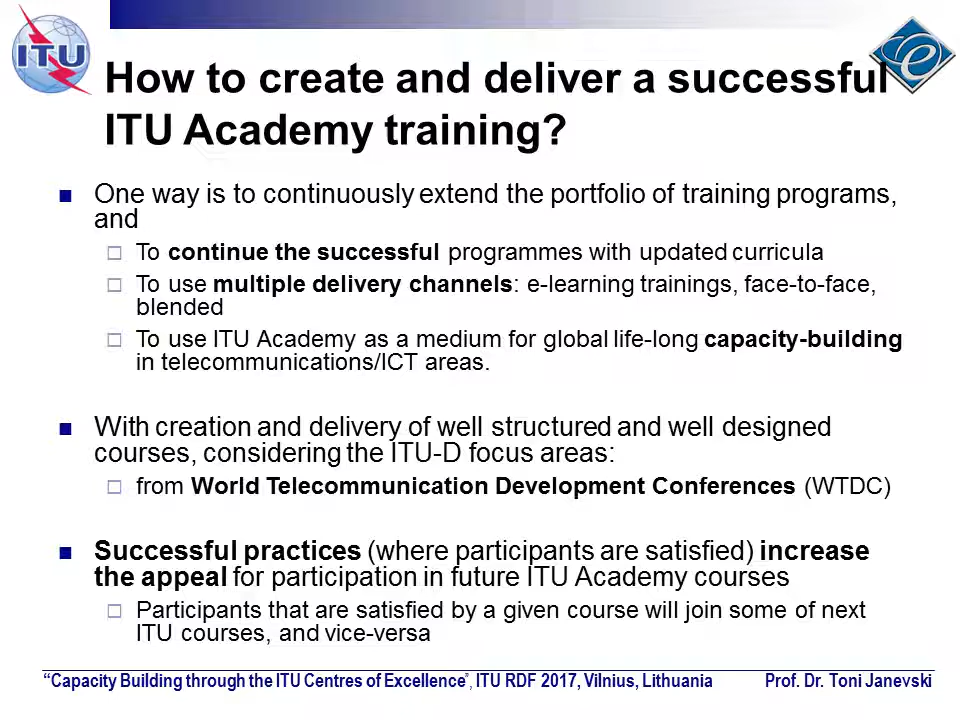 ITU
e
How to create and deliver a successful
ITU Academy training?
One way is to continuously extend the portfolio of training programs,
and
To continue the successful programmes with updated curricula
To use multiple delivery channels: e-learning trainings, face-to-face,
blended
To use ITU Academy as a medium for global life-long capacity-building
in telecommunications/ICT areas.
With creation and delivery of well structured and well designed
courses, considering the ITU-D focus areas:
from World Telecommunication Development Conferences (WTDC)
Successful practices (where participants are satisfied) increase
the appeal for participation in future ITU Academy courses
Participants that are satisfied by a given course will join some of next
ITU courses, and vice-versa
“Capacity Building through the ITU Centres of Excellence”, ITU RDF 2017, Vilnius, Lithuania Prof. Dr. Toni Janevski